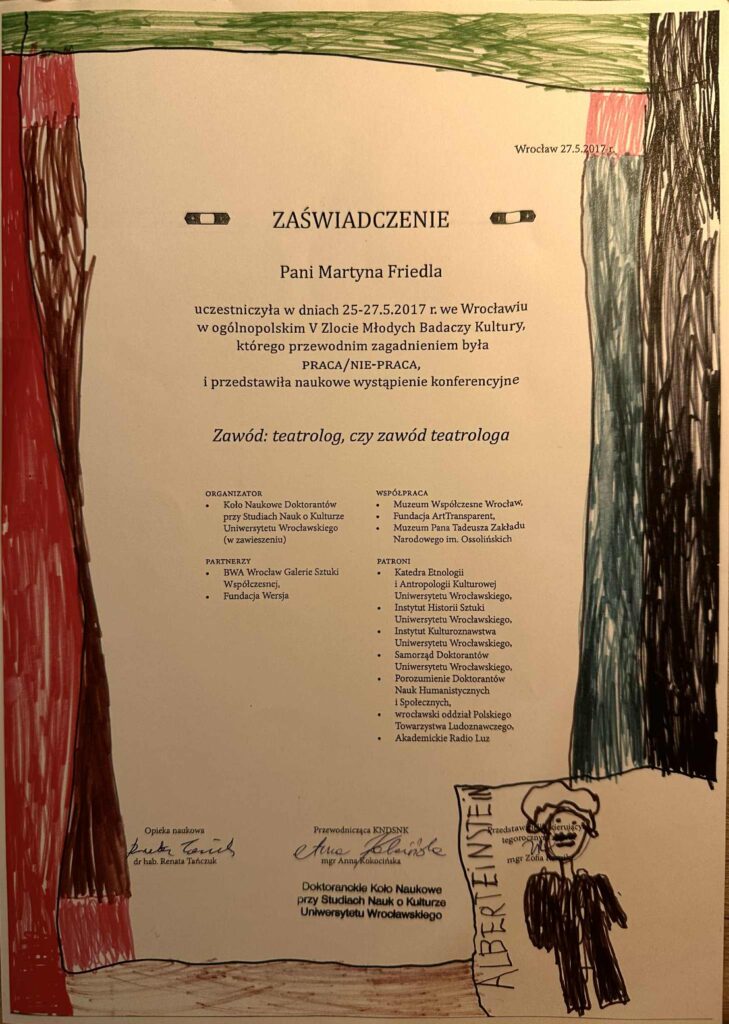 Wrocław 27.5.2017 r.
ZAŚWIADCZENIE
Pani Martyna Friedla
uczestniczyła w dniach 25-27.5.2017 r. we Wrocławiu
w ogólnopolskim V Zlocie Młodych Badaczy Kultury,
którego przewodnim zagadnieniem była
PRACA/NIE-PRACA,
i przedstawiła naukowe wystąpienie konferencyjne
Zawód: teatrolog, czy zawód teatrologa
ORGANIZATOR
• Koło Naukowe Doktorantów
przy Studiach Nauk o Kulturze
Uniwersytetu Wrocławskiego
(w zawieszeniu)
PARTNERZY
• BWA Wrocław Galerie Sztuki
Współczesnej,
• Fundacja Wersja
WSPÓŁPRACA
• Muzeum Współczesne Wrocław,
• Fundacja ArtTransparent,
• Muzeum Pana Tadeusza Zakładu
Narodowego im. Ossolińskich
PATRONI
• Katedra Etnologii
i Antropologii Kulturowej
Uniwersytetu Wrocławskiego,
• Instytut Historii Sztuki
Uniwersytetu Wrocławskiego,
• Instytut Kulturoznawstwa
Uniwersytetu Wrocławskiego,
• Samorząd Doktorantów
Uniwersytetu Wrocławskiego,
• Porozumienie Doktorantów
Nauk Humanistycznych
i Społecznych,
• wrocławski oddział Polskiego
Towarzystwa Ludoznawczego,
• Akademickie Radio Luz
Opieka naukowa
dr hab. Renata Tańczuk
Przewodnicząca KNDSNK
mgr Anna Kokocińska
Doktoranckie Koło Naukowe
przy Studiach Nauk o Kulturze
Uniwersytetu Wrocławskiego
mgr Zofia
ALBERTEINSTEIN